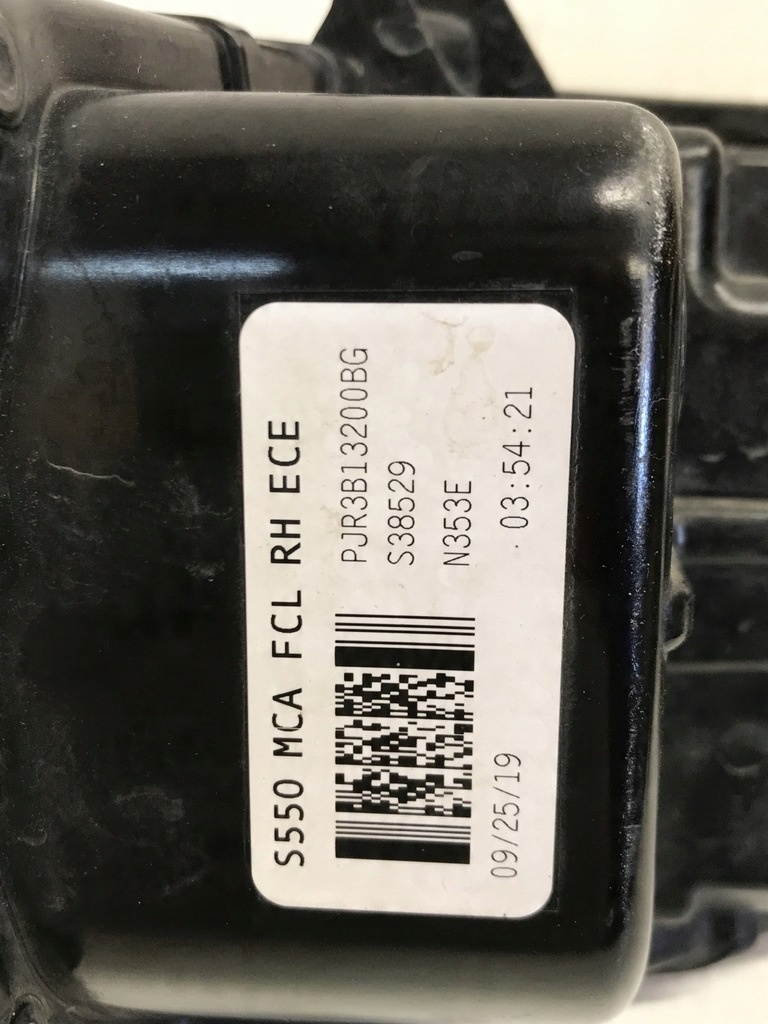 S550 MCA FCL RH ECE
PJR3B13200BG
S38529
N353E
09/25/19 03:54:21